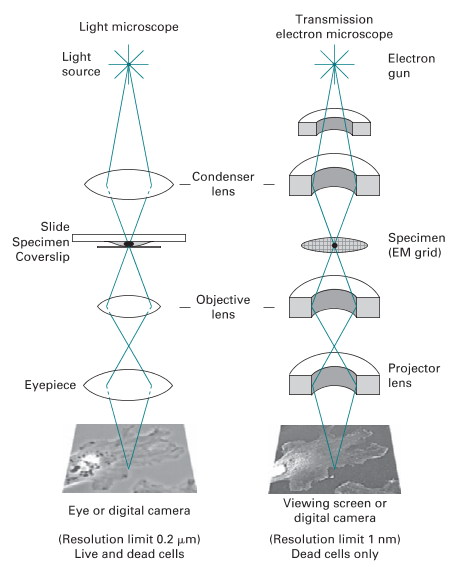 Light microscope
Transmission
electron microscope
Light
source
Electron
gun
Condenser
lens
Slide
Specimen
Coverslip
Specimen
(EM grid)
Objective
lens
Eyepiece
Projector
lens
Eye or digital camera
Viewing screen or
digital camera
(Resolution limit 0.2 μm)
Live and dead cells
(Resolution limit 1 nm)
Dead cells only